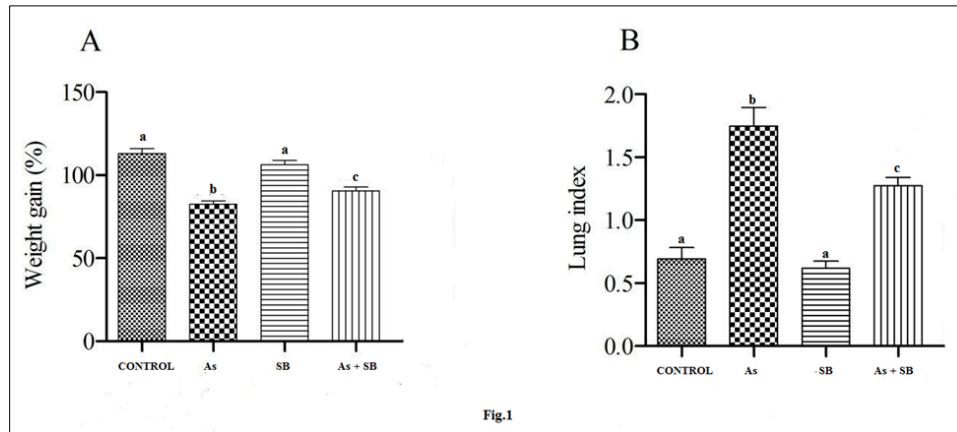 A
Weight gain (%)
150
100
50
0
a
b
a
c
CONTROL
As
SB
As + SB
B
Lung index
2.0
1.5
1.0
0.5
0.0
a
b
a
c
CONTROL
As
SB
As + SB
Fig.1